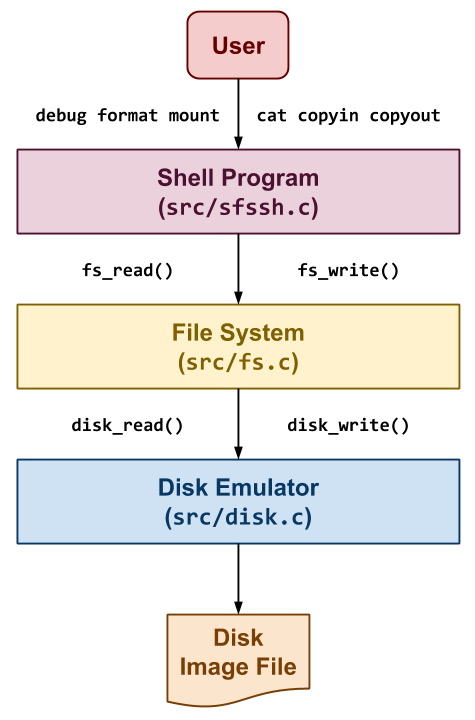 User
debug format mount cat copyin copyout
Shell Program
(src/sfssh.c)
fs_read() fs_write()
File System
(src/fs.c)
disk_read() disk_write()
Disk Emulator
(src/disk.c)
Disk
Image File